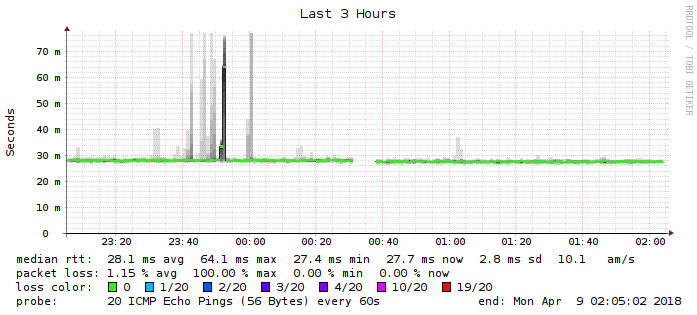 Last 3 Hours
RRDTOOL / TOBI OETIKER
Seconds
70 m
60 m
50 m
40 m
30 m
20 m
10 m
0
23:20 23:40 00:00 00:20 00:40 01:00 01:20 01:40 02:00
median rtt: 28.1 ms avg 64.1 ms max 27.4 ms min 27.7 ms now 2.8 ms sd 10.1 am/s
packet loss: 1.15 % avg 100.00 % max 0.00 % min 0.00 % now
loss color: 0 1/20 2/20 3/20 4/20 10/20 19/20
probe: 20 ICMP Echo Pings (56 Bytes) every 60s end: Mon Apr 9 02:05:02 2018